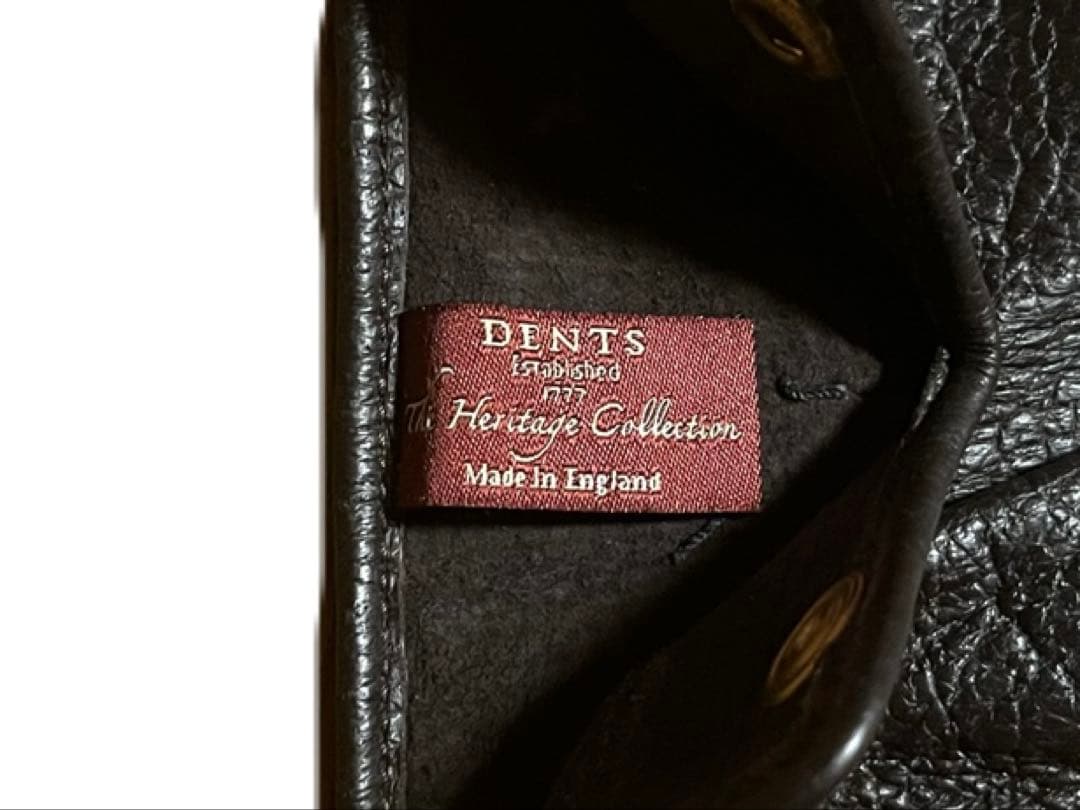 DENTS
Established
1777
The Heritage Collection
Made In England